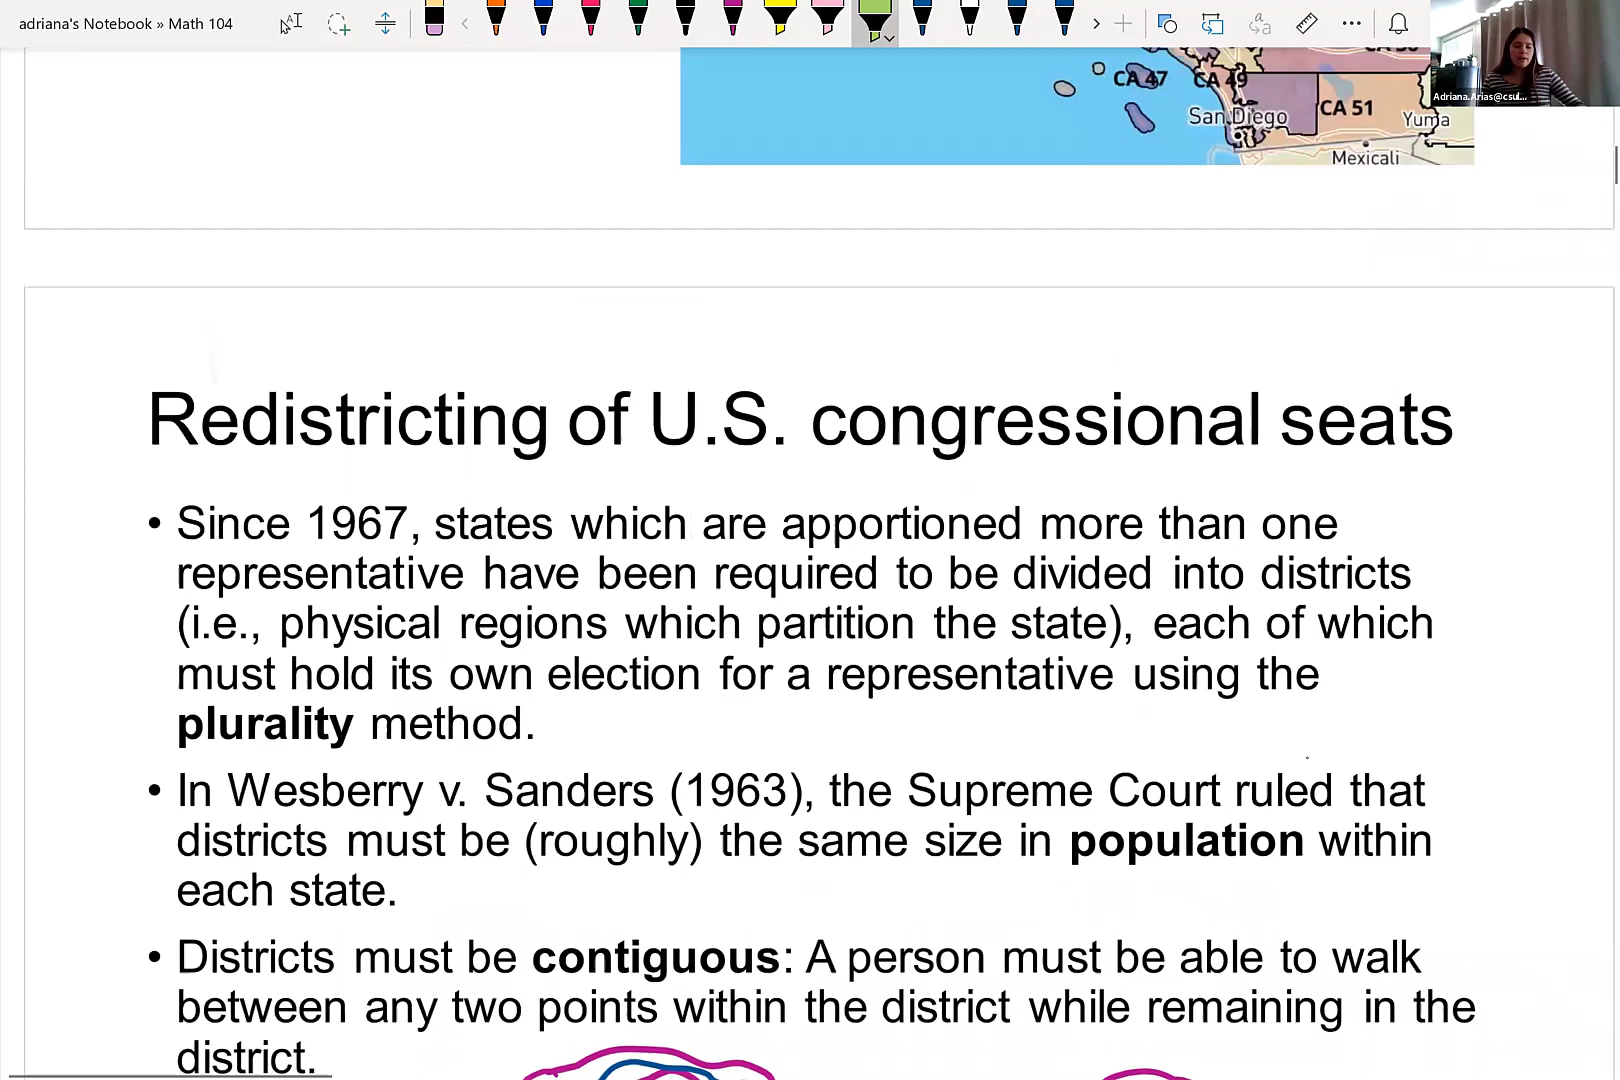 adriana's Notebook » Math 104
Adriana.Arias@csul...
CA 47
CA 49
CA 51
San Diego
Yuma
Mexicali
Redistricting of U.S. congressional seats
• Since 1967, states which are apportioned more than one
representative have been required to be divided into districts
(i.e., physical regions which partition the state), each of which
must hold its own election for a representative using the
plurality method.
• In Wesberry v. Sanders (1963), the Supreme Court ruled that
districts must be (roughly) the same size in population within
each state.
• Districts must be contiguous: A person must be able to walk
between any two points within the district while remaining in the
district.